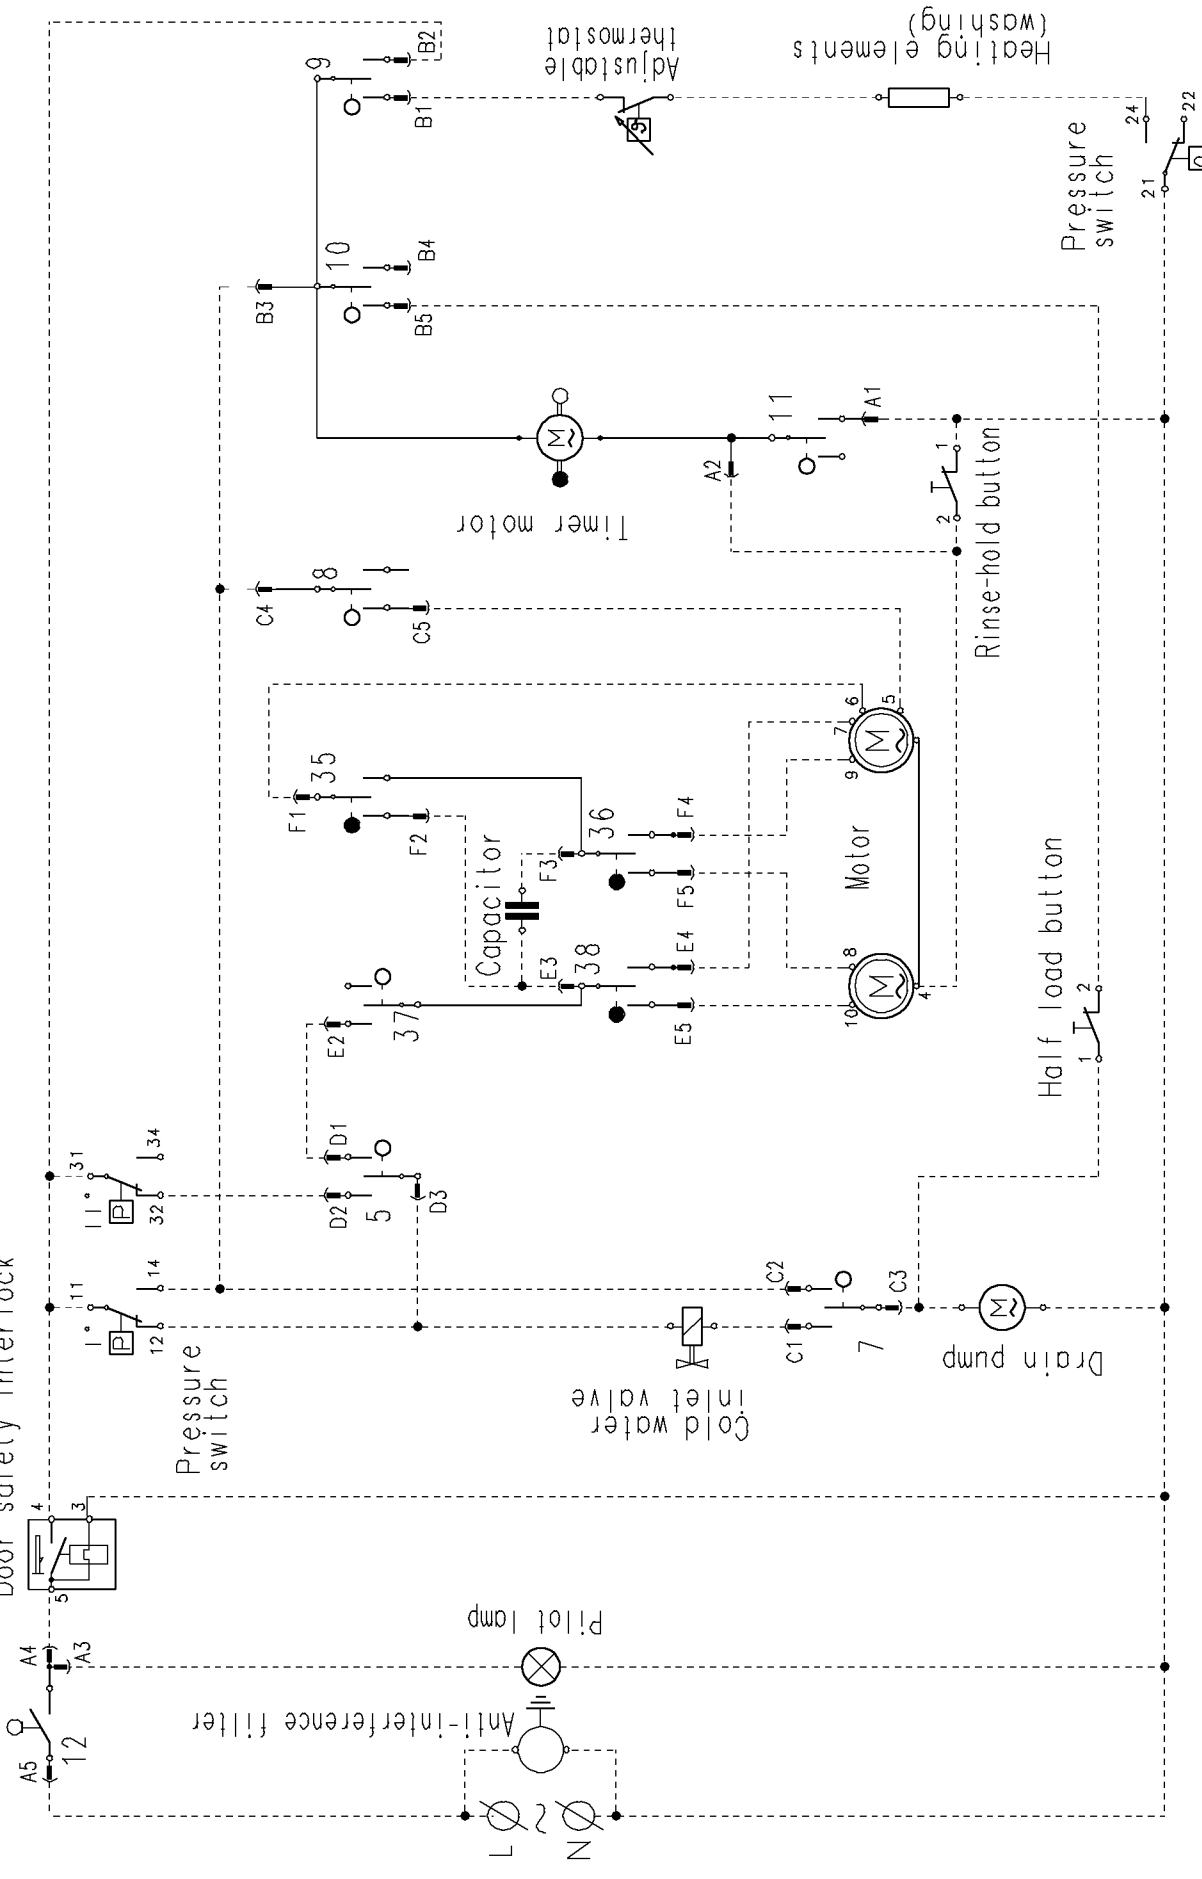 Door safety interlock
A5
12
A4
A3
5
4
3
L
N
Anti-interference filter
Pilot lamp
Pressure
switch
I°
P
11
12
14
II°
P
31
32
34
Cold water
inlet valve
C1
C2
7
C3
Drain pump
M
D2
D1
5
D3
E2
37
E3
38
E5
E4
Capacitor
F1
35
F2
F3
36
F5
F4
Motor
M
10
8
4
M
9
7
6
5
C4
8
C5
Timer motor
M
A2
11
A1
Rinse-hold button
2
1
Half load button
1
2
B3
10
B5
B4
9
B1
B2
Adjustable
thermostat
Heating elements
(washing)
Pressure
switch
21
24
22